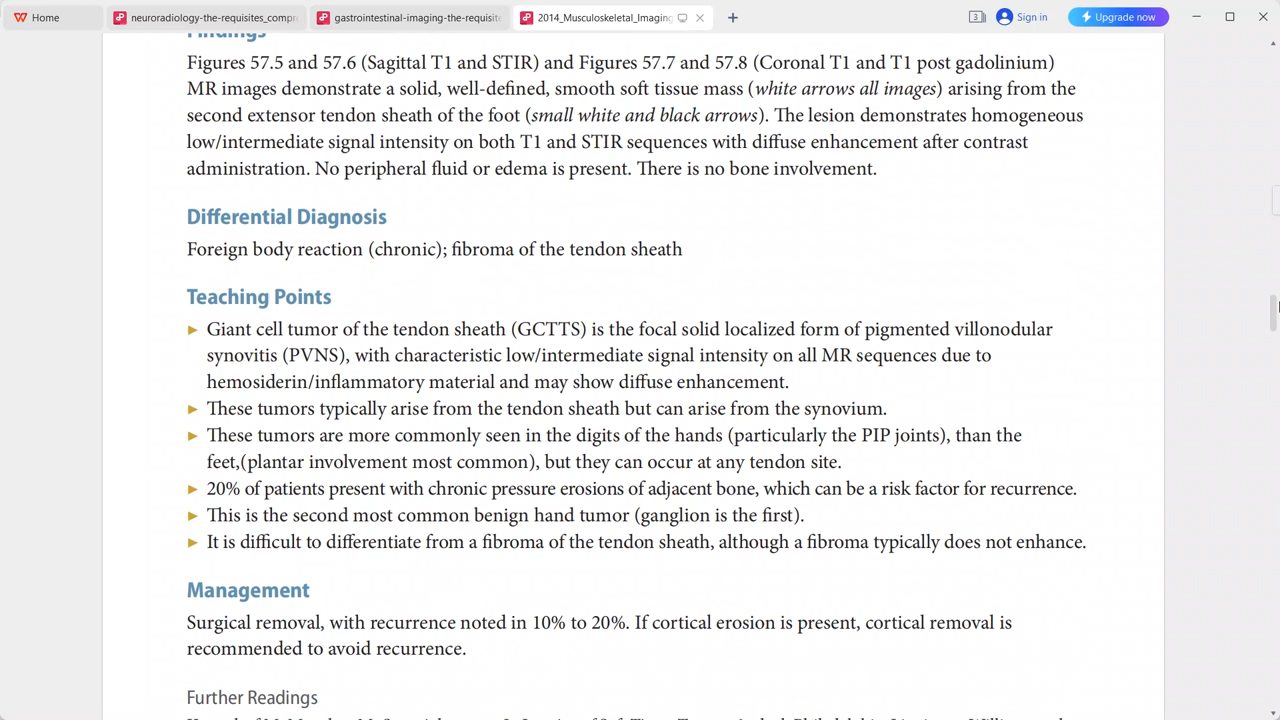 Home
neuroradiology-the-requisites_compr
gastrointestinal-imaging-the-requisite
2014_Musculoskeletal_Imaging
3
Sign in
Upgrade now
Findings
Figures 57.5 and 57.6 (Sagittal T1 and STIR) and Figures 57.7 and 57.8 (Coronal T1 and T1 post gadolinium)
MR images demonstrate a solid, well-defined, smooth soft tissue mass (white arrows all images) arising from the
second extensor tendon sheath of the foot (small white and black arrows). The lesion demonstrates homogeneous
low/intermediate signal intensity on both T1 and STIR sequences with diffuse enhancement after contrast
administration. No peripheral fluid or edema is present. There is no bone involvement.
Differential Diagnosis
Foreign body reaction (chronic); fibroma of the tendon sheath
Teaching Points
► Giant cell tumor of the tendon sheath (GCTTS) is the focal solid localized form of pigmented villonodular
synovitis (PVNS), with characteristic low/intermediate signal intensity on all MR sequences due to
hemosiderin/inflammatory material and may show diffuse enhancement.
► These tumors typically arise from the tendon sheath but can arise from the synovium.
► These tumors are more commonly seen in the digits of the hands (particularly the PIP joints), than the
feet,(plantar involvement most common), but they can occur at any tendon site.
► 20% of patients present with chronic pressure erosions of adjacent bone, which can be a risk factor for recurrence.
► This is the second most common benign hand tumor (ganglion is the first).
► It is difficult to differentiate from a fibroma of the tendon sheath, although a fibroma typically does not enhance.
Management
Surgical removal, with recurrence noted in 10% to 20%. If cortical erosion is present, cortical removal is
recommended to avoid recurrence.
Further Readings